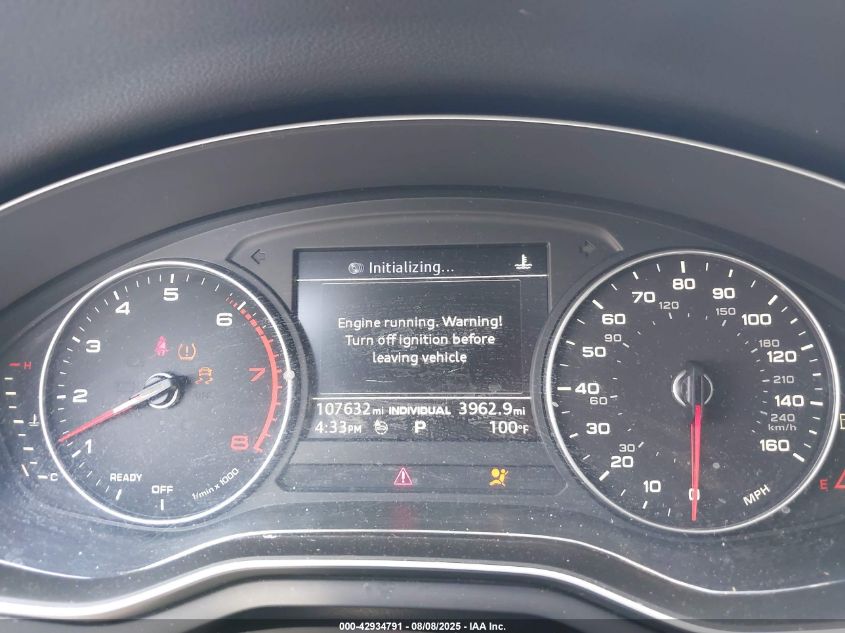 Initializing...
Engine running. Warning!
Turn off ignition before
leaving vehicle
107632mi INDIVIDUAL 3962.9mi
4:33PM P 100°F
H
C
1
2
3
4
5
6
7
8
READY
OFF
1/min x 1000
0
10
20
30
40
50
60
70
80
90
100
120
140
160
MPH
30
60
90
120
150
180
210
240
km/h
E
000-42934791 - 08/08/2025 - IAA Inc.